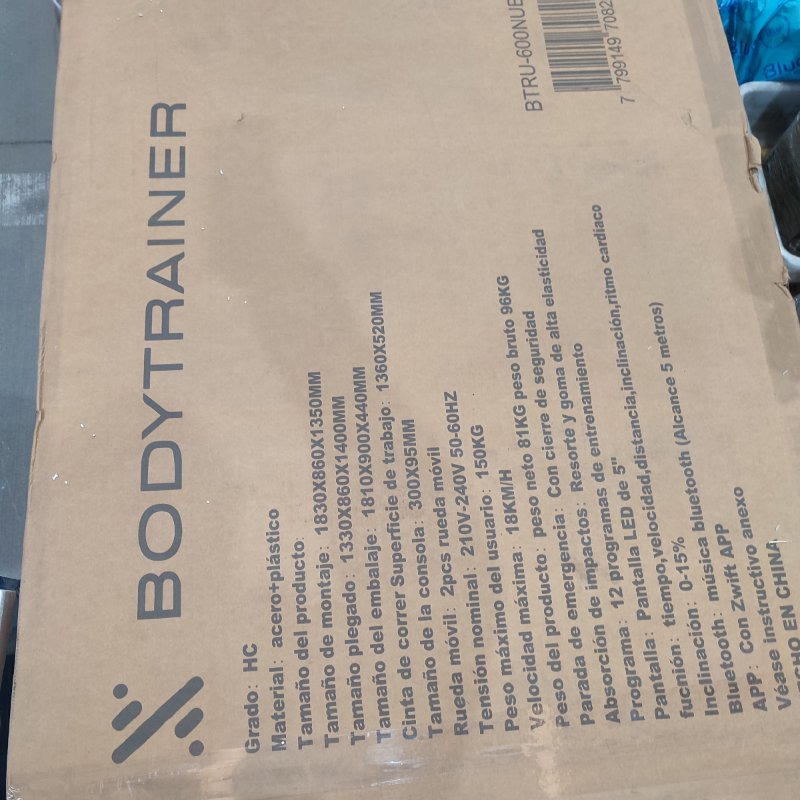 BODYTRAINER
BTRU-600NUE
7 799149 7082
Grado: HC
Material: acero+plástico
Tamaño del producto:
Tamaño de montaje: 1830X860X1350MM
Tamaño plegado: 1330X860X1400MM
Tamaño del embalaje: 1810X900X440MM
Cinta de correr Superficie de trabajo: 1360X520MM
Tamaño de la consola: 300X95MM
Rueda móvil: 2pcs rueda móvil
Tensión nominal: 210V-240V 50-60HZ
Peso máximo del usuario: 150KG
Velocidad máxima: 18KM/H
Peso del producto: peso neto 81KG peso bruto 96KG
Parada de emergencia: Con cierre de seguridad
Absorción de impactos: Resorte y goma de alta elasticidad
Programa: 12 programas de entrenamiento
Pantalla: Pantalla LED de 5"
fucnión: tiempo,velocidad,distancia,inclinación,ritmo cardíaco
Inclinación: 0-15%
Bluetooth: música bluetooth (Alcance 5 metros)
APP: Con Zwift APP
Véase Instructivo anexo
HECHO EN CHINA